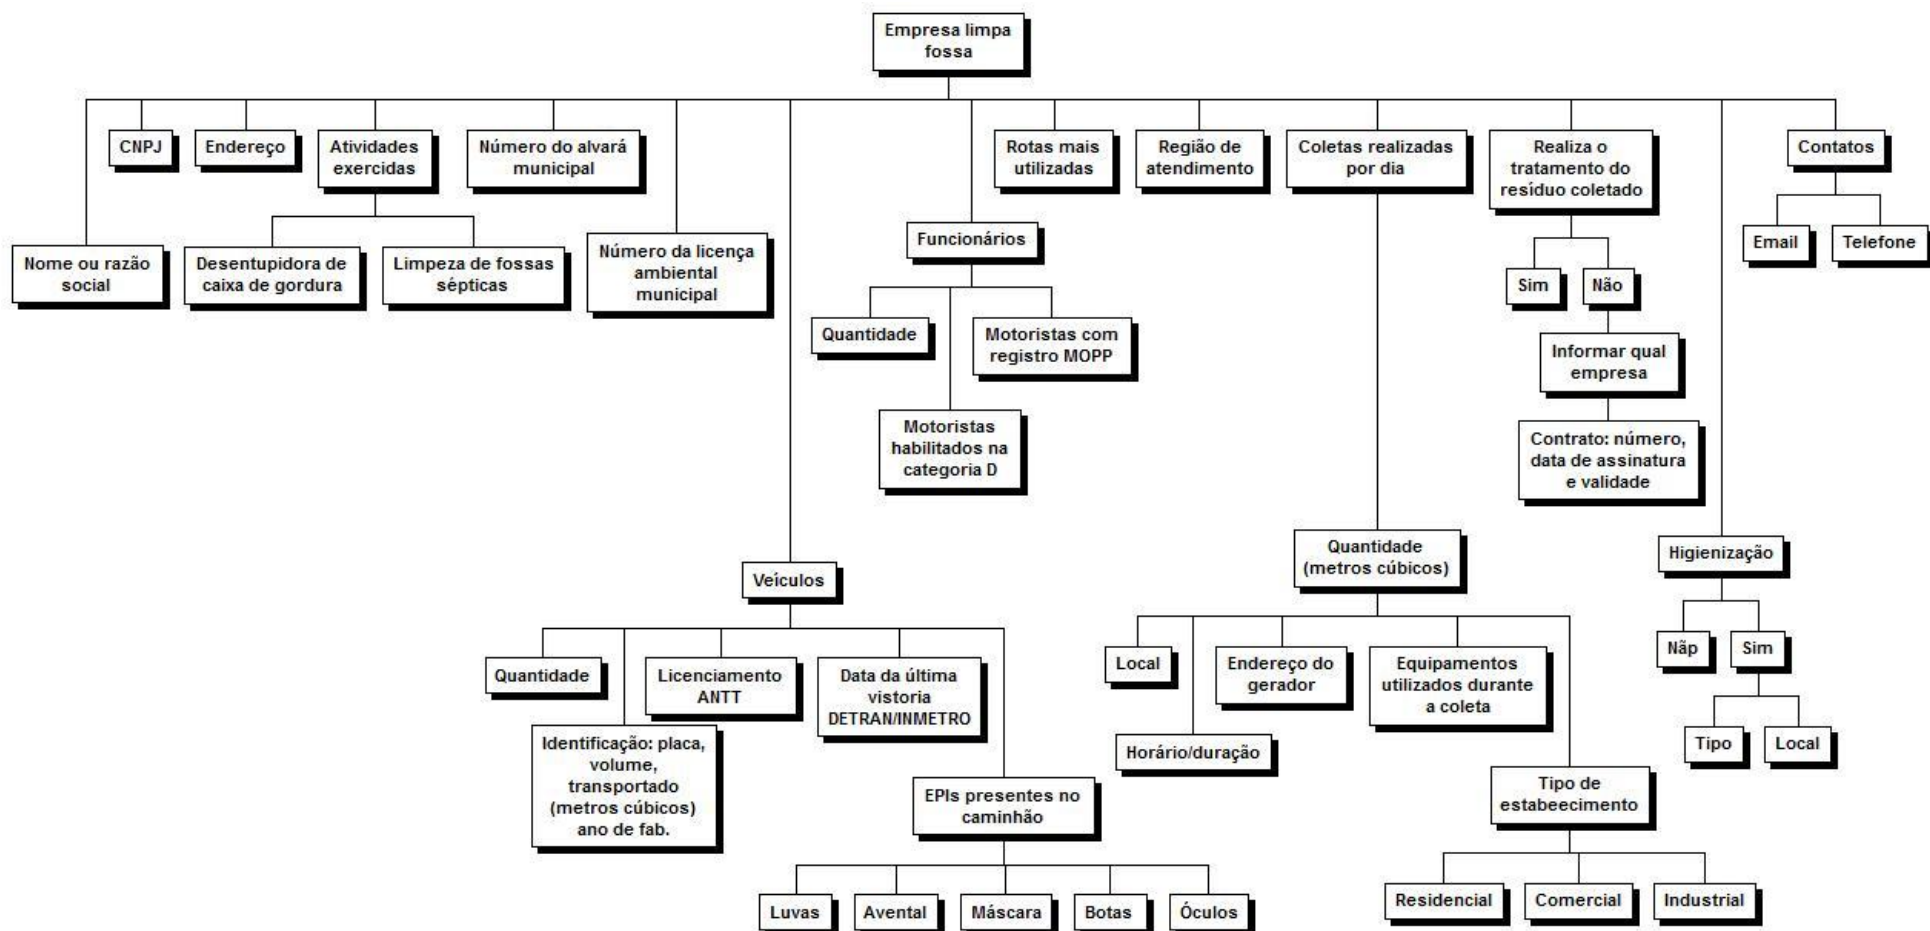 Empresa limpa
fossa
CNPJ
Endereço
Atividades
exercidas
Número do alvará
municipal
Rotas mais
utilizadas
Região de
atendimento
Coletas realizadas
por dia
Realiza o
tratamento do
resíduo coletado
Contatos
Nome ou razão
social
Desentupidora de
caixa de gordura
Limpeza de fossas
sépticas
Número da licença
ambiental
municipal
Funcionários
Email
Telefone
Sim
Não
Quantidade
Motoristas com
registro MOPP
Informar qual
empresa
Motoristas
habilitados na
categoria D
Contrato: número,
data de assinatura
e validade
Veículos
Quantidade
(metros cúbicos)
Higienização
Nãp
Sim
Quantidade
Licenciamento
ANTT
Data da última
vistoria
DETRAN/INMETRO
Local
Endereço do
gerador
Equipamentos
utilizados durante
a coleta
Identificação: placa,
volume,
transportado
(metros cúbicos)
ano de fab.
Horário/duração
Tipo
Local
EPIs presentes no
caminhão
Tipo de
estabeecimento
Luvas
Avental
Máscara
Botas
Óculos
Residencial
Comercial
Industrial